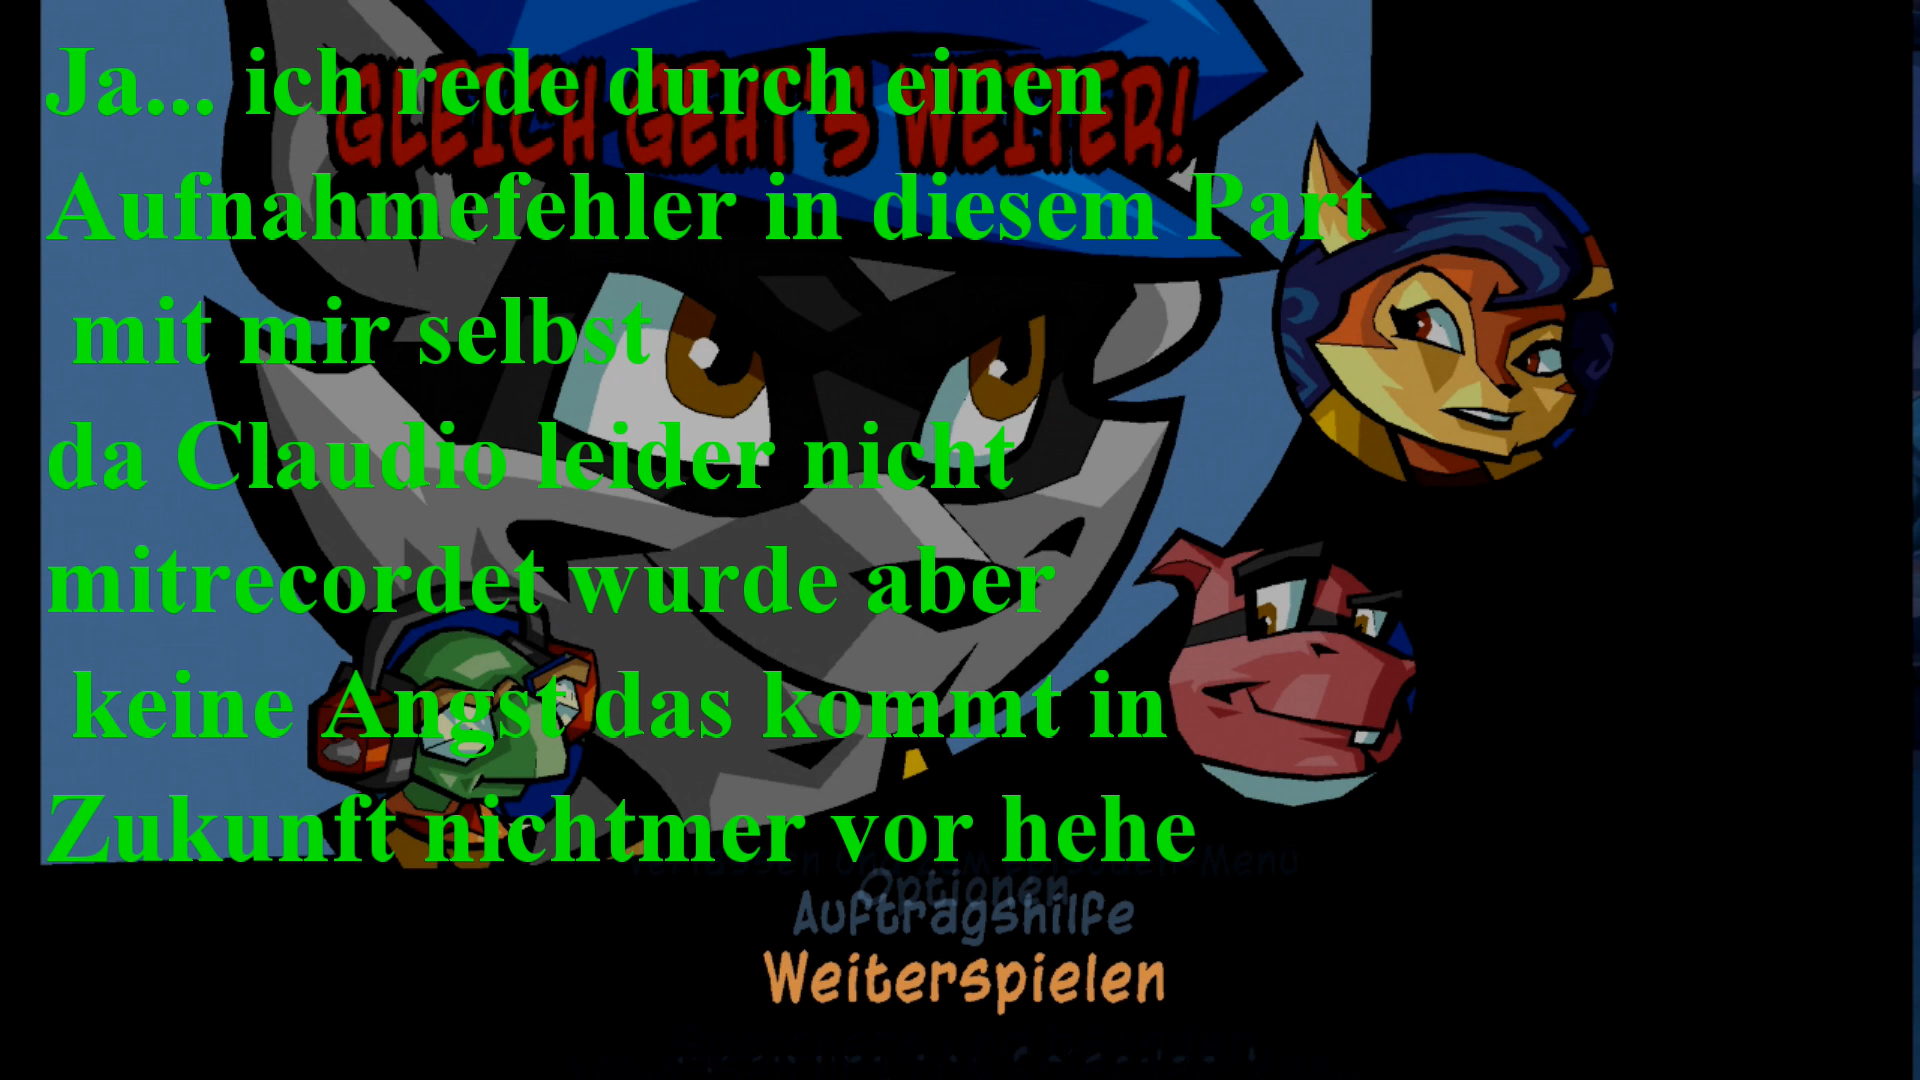 Ja... ich rede durch einen
GLEICH GEHT'S WEITER!
Aufnahmefehler in diesem Part
mit mir selbst
da Claudio leider nicht
mitrecordet wurde aber
keine Angst das kommt in
Zukunft nichtmer vor hehe
Optionen
Auftragshilfe
Weiterspielen